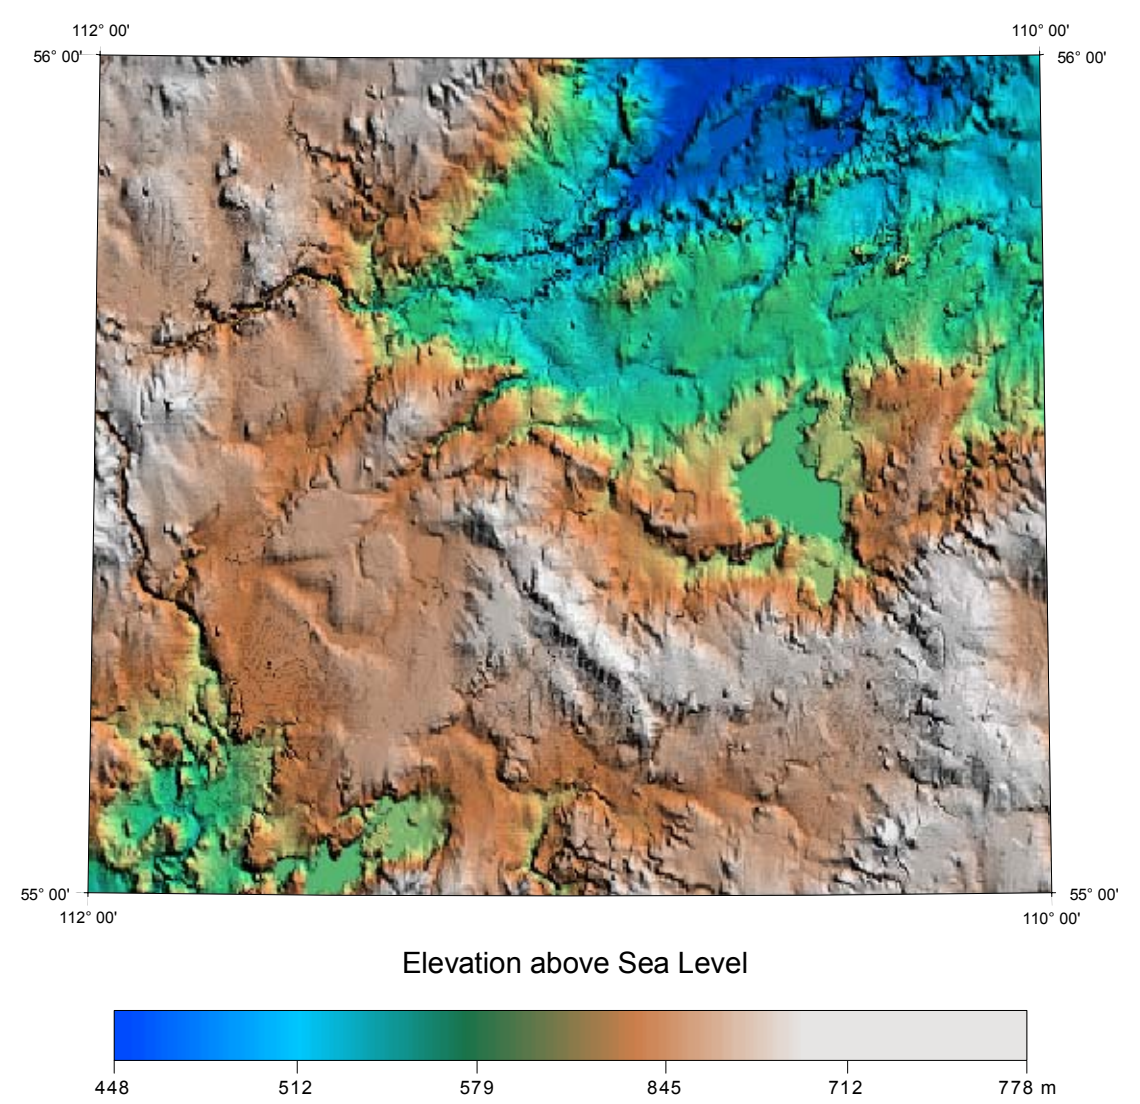 112° 00' 110° 00'
56° 00' 56° 00'
55° 00' 55° 00'
112° 00' 110° 00'
Elevation above Sea Level
448 512 579 845 712 778 m